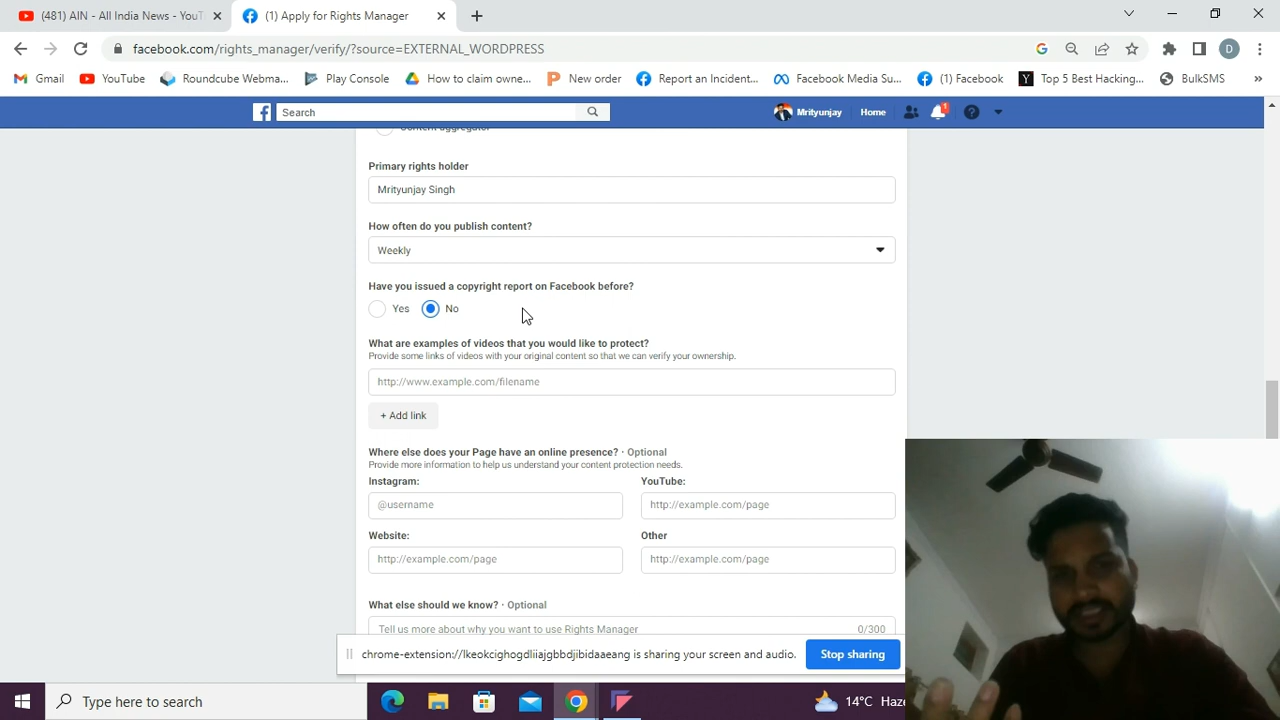 (481) AIN - All India News - YouT
(1) Apply for Rights Manager
facebook.com/rights_manager/verify/?source=EXTERNAL_WORDPRESS
D
Gmail
YouTube
Roundcube Webma...
Play Console
How to claim owne...
New order
Report an Incident...
Facebook Media Su...
(1) Facebook
Top 5 Best Hacking...
BulkSMS
»
Search
Mrityunjay
Home
1
Content aggregator
Primary rights holder
Mrityunjay Singh
How often do you publish content?
Weekly
Have you issued a copyright report on Facebook before?
Yes
No
What are examples of videos that you would like to protect?
Provide some links of videos with your original content so that we can verify your ownership.
http://www.example.com/filename
+ Add link
Where else does your Page have an online presence? · Optional
Provide more information to help us understand your content protection needs.
Instagram:
YouTube:
@username
http://example.com/page
Website:
Other
http://example.com/page
http://example.com/page
What else should we know? · Optional
Tell us more about why you want to use Rights Manager
0/300
chrome-extension://lkeokcighogdliiajgbbdjibidaaeang is sharing your screen and audio.
Stop sharing
Type here to search
14°C Haze